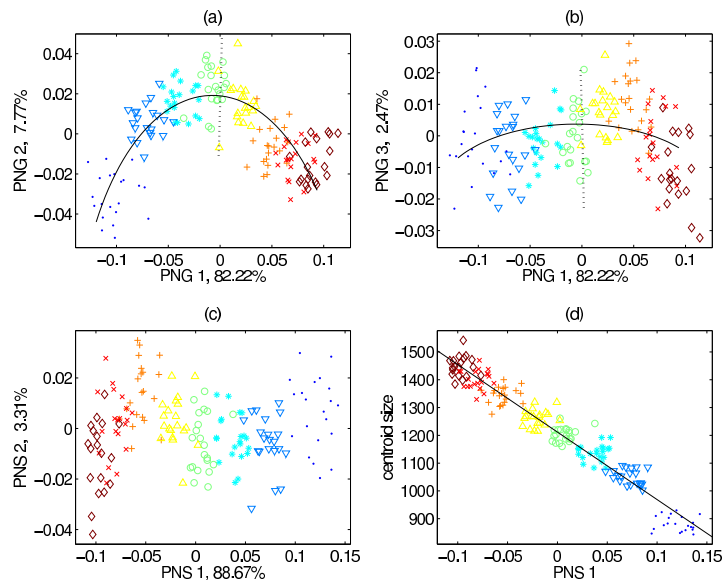 (a)
0.04
0.02
0
−0.02
−0.04
PNG 2, 7.77%
−0.1 −0.05 0 0.05 0.1
PNG 1, 82.22%
(b)
0.03
0.02
0.01
0
−0.01
−0.02
−0.03
PNG 3, 2.47%
−0.1 −0.05 0 0.05 0.1
PNG 1, 82.22%
(c)
0.02
0
−0.02
−0.04
PNS 2, 3.31%
−0.1 −0.05 0 0.05 0.1 0.15
PNS 1, 88.67%
(d)
1500
1400
1300
1200
1100
1000
900
centroid size
−0.1 −0.05 0 0.05 0.1 0.15
PNS 1